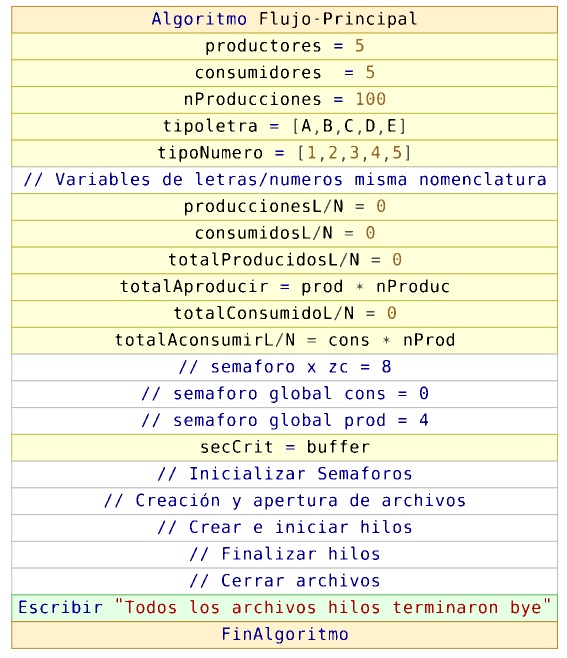 Algoritmo Flujo-Principal
productores = 5
consumidores = 5
nProducciones = 100
tipoletra = [A,B,C,D,E]
tipoNumero = [1,2,3,4,5]
// Variables de letras/numeros misma nomenclatura
produccionesL/N = 0
consumidosL/N = 0
totalProducidosL/N = 0
totalAproducir = prod * nProduc
totalConsumidoL/N = 0
totalAconsumirL/N = cons * nProd
// semaforo x zc = 8
// semaforo global cons = 0
// semaforo global prod = 4
secCrit = buffer
// Inicializar Semaforos
// Creación y apertura de archivos
// Crear e iniciar hilos
// Finalizar hilos
// Cerrar archivos
Escribir "Todos los archivos hilos terminaron bye"
FinAlgoritmo